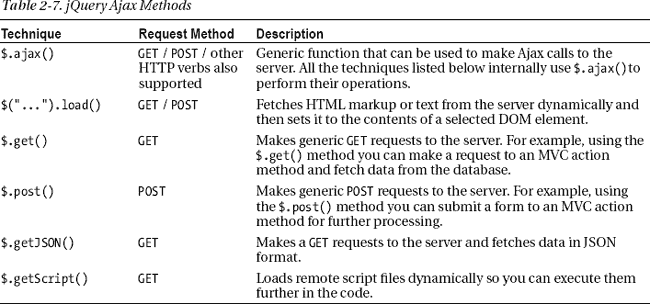 Table 2-7. jQuery Ajax Methods
Technique Request Method Description
$.ajax() GET / POST / other Generic function that can be used to make Ajax calls to the
HTTP verbs also server. All the techniques listed below internally use $.ajax()to
supported perform their operations.
$("...").load() GET / POST Fetches HTML markup or text from the server dynamically and
then sets it to the contents of a selected DOM element.
$.get() GET Makes generic GET requests to the server. For example, using the
$.get() method you can make a request to an MVC action
method and fetch data from the database.
$.post() POST Makes generic POST requests to the server. For example, using
the $.post() method you can submit a form to an MVC action
method for further processing.
$.getJSON() GET Makes a GET requests to the server and fetches data in JSON
format.
$.getScript() GET Loads remote script files dynamically so you can execute them
further in the code.